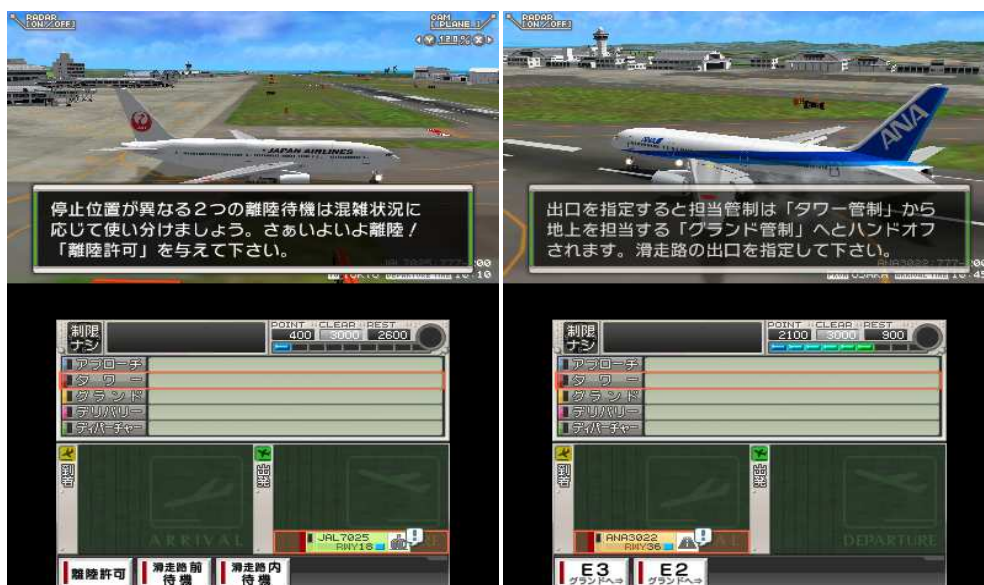 RADAR
[ON/OFF]
CAM
[PLANE]
120%
JAPAN AIRLINES
停止位置が異なる2つの離陸待機は混雑状況に
応じて使い分けましょう。さぁいよいよ離陸!
「離陸許可」を与えて下さい。
制限
ナシ
POINT CLEAR REST
400 3000 2600
アプローチ
タワー
グランド
デリバリー
ディパーチャー
到着
出発
ARRIVAL
JAL7025
RWY18
離陸許可
滑走路前
待機
滑走路内
待機
RADAR
[ON/OFF]
ANA
ANA
出口を指定すると担当管制は「タワー管制」から
地上を担当する「グランド管制」へとハンドオフ
されます。滑走路の出口を指定して下さい。
制限
ナシ
POINT CLEAR REST
2100 3000 900
アプローチ
タワー
グランド
デリバリー
ディパーチャー
到着
出発
ANA3022
RWY36
DEPARTURE
E3
グランドへ⇒
E2
グランドへ⇒